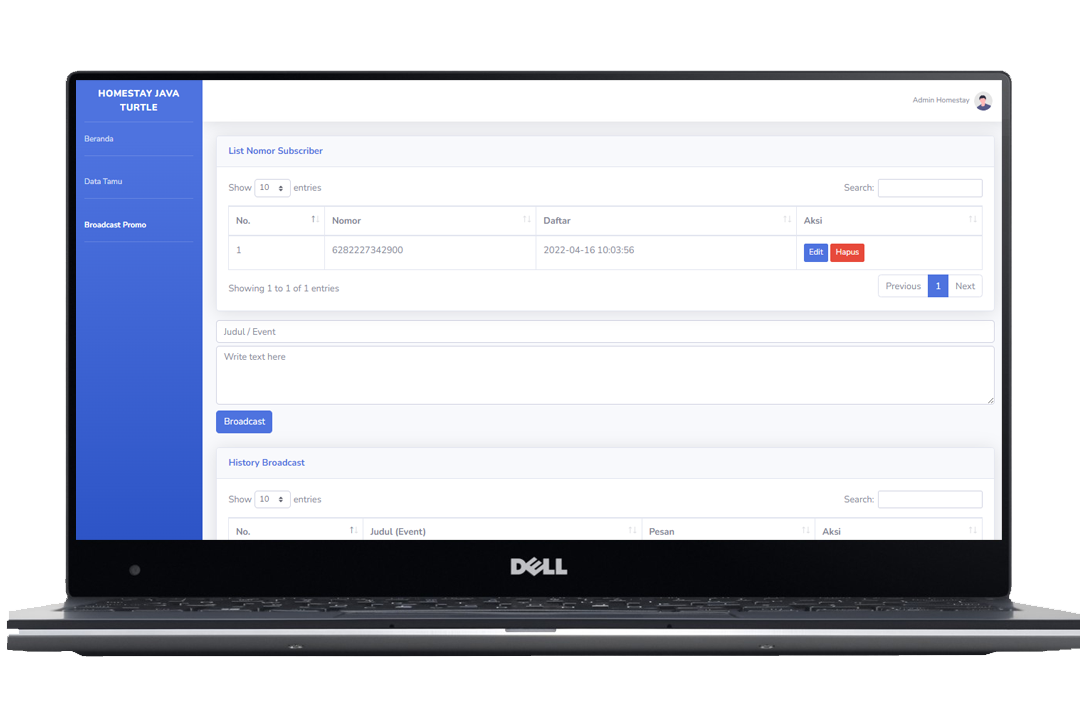 HOMESTAY JAVA
TURTLE
Beranda
Data Tamu
Broadcast Promo
Admin Homestay
List Nomor Subscriber
Show 10 entries
Search:
No. Nomor Daftar Aksi
1 6282227342900 2022-04-16 10:03:56 Edit Hapus
Showing 1 to 1 of 1 entries
Previous 1 Next
Judul / Event
Write text here
Broadcast
History Broadcast
Show 10 entries
Search:
No. Judul (Event) Pesan Aksi
DELL